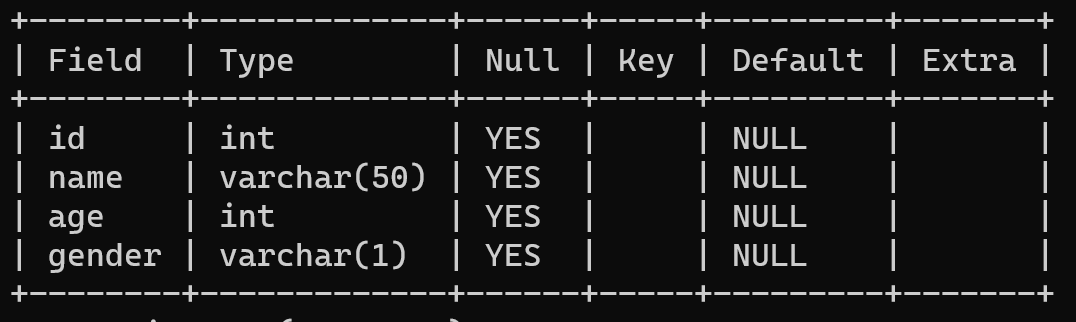 +--------+-------------+------+-----+---------+-------+
| Field  | Type        | Null | Key | Default | Extra |
+--------+-------------+------+-----+---------+-------+
| id     | int         | YES  |     | NULL    |       |
| name   | varchar(50) | YES  |     | NULL    |       |
| age    | int         | YES  |     | NULL    |       |
| gender | varchar(1)  | YES  |     | NULL    |       |
+--------+-------------+------+-----+---------+-------+